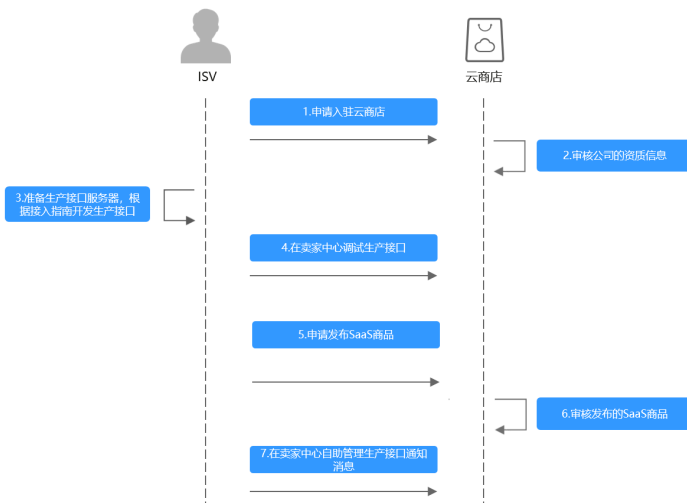 ISV
云商店
1.申请入驻云商店
2.审核公司的资质信息
3.准备生产接口服务器，根
据接入指南开发生产接口
4.在卖家中心调试生产接口
5.申请发布SaaS商品
6.审核发布的SaaS商品
7.在卖家中心自助管理生产接口通知
消息